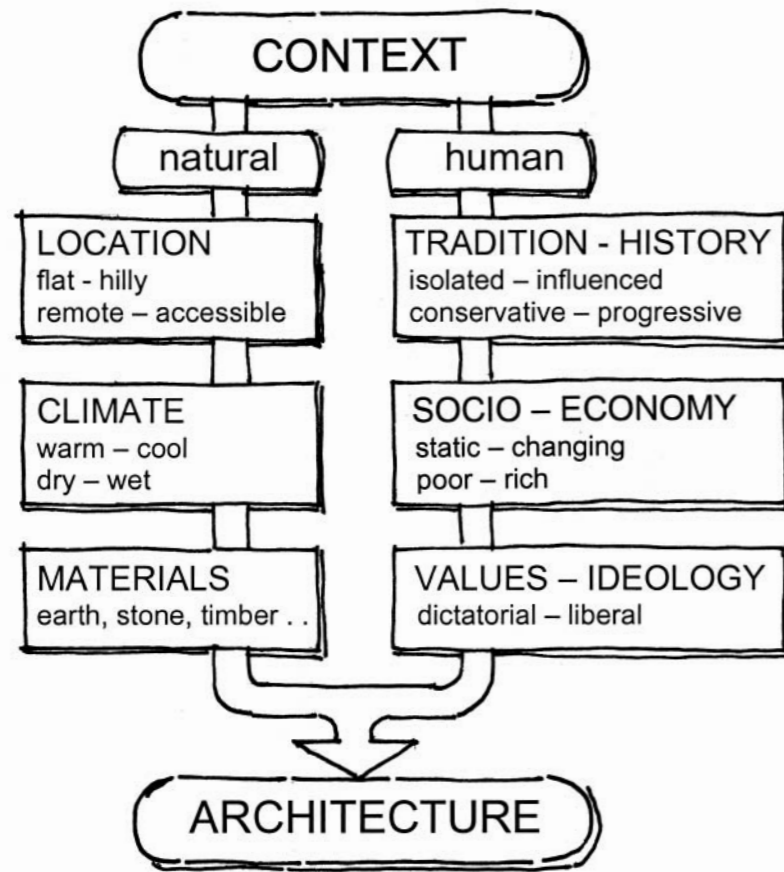 CONTEXT
natural
human
LOCATION
flat - hilly
remote – accessible
TRADITION - HISTORY
isolated – influenced
conservative – progressive
CLIMATE
warm – cool
dry – wet
SOCIO – ECONOMY
static – changing
poor – rich
MATERIALS
earth, stone, timber . .
VALUES – IDEOLOGY
dictatorial – liberal
ARCHITECTURE